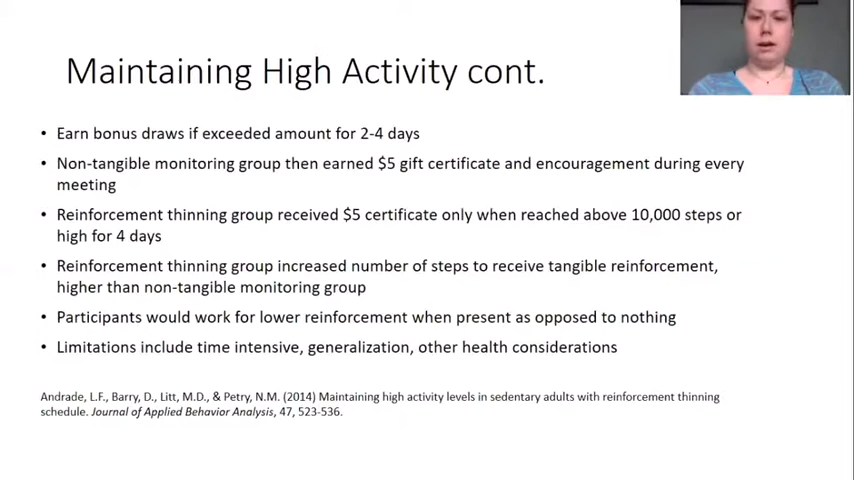 Maintaining High Activity cont.
• Earn bonus draws if exceeded amount for 2-4 days
• Non-tangible monitoring group then earned $5 gift certificate and encouragement during every
meeting
• Reinforcement thinning group received $5 certificate only when reached above 10,000 steps or
high for 4 days
• Reinforcement thinning group increased number of steps to receive tangible reinforcement,
higher than non-tangible monitoring group
• Participants would work for lower reinforcement when present as opposed to nothing
• Limitations include time intensive, generalization, other health considerations
Andrade, L.F., Barry, D., Litt, M.D., & Petry, N.M. (2014) Maintaining high activity levels in sedentary adults with reinforcement thinning
schedule. Journal of Applied Behavior Analysis, 47, 523-536.